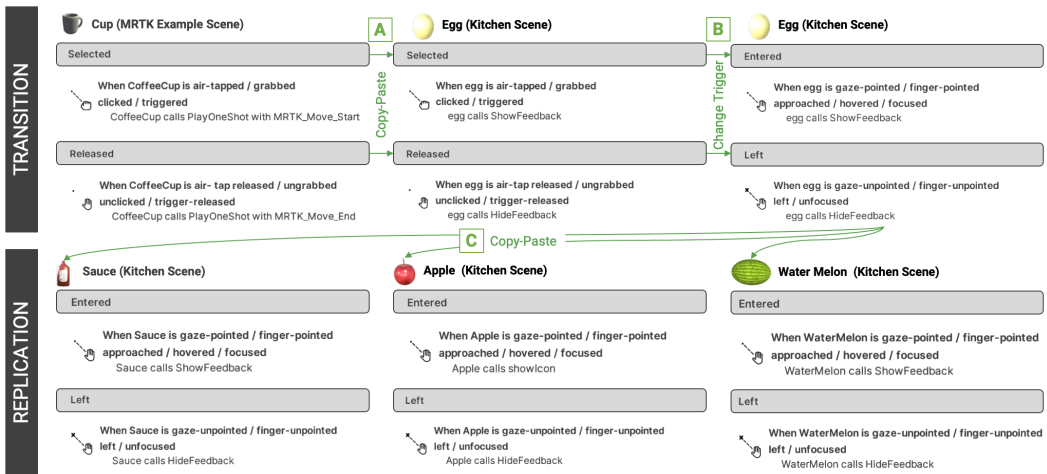 TRANSITION
Cup (MRTK Example Scene)
Selected
When CoffeeCup is air-tapped / grabbed
clicked / triggered
CoffeeCup calls PlayOneShot with MRTK_Move_Start
Released
When CoffeeCup is air- tap released / ungrabbed
unclicked / trigger-released
CoffeeCup calls PlayOneShot with MRTK_Move_End
A
Copy-Paste
Egg (Kitchen Scene)
Selected
When egg is air-tapped / grabbed
clicked / triggered
egg calls ShowFeedback
Released
When egg is air-tap released / ungrabbed
unclicked / trigger-released
egg calls HideFeedback
B
Change Trigger
Egg (Kitchen Scene)
Entered
When egg is gaze-pointed / finger-pointed
approached / hovered / focused
egg calls ShowFeedback
Left
When egg is gaze-unpointed / finger-unpointed
left / unfocused
egg calls HideFeedback
C Copy-Paste
REPLICATION
Sauce (Kitchen Scene)
Entered
When Sauce is gaze-pointed / finger-pointed
approached / hovered / focused
Sauce calls ShowFeedback
Left
When Sauce is gaze-unpointed / finger-unpointed
left / unfocused
Sauce calls HideFeedback
Apple (Kitchen Scene)
Entered
When Apple is gaze-pointed / finger-pointed
approached / hovered / focused
Apple calls showIcon
Left
When Apple is gaze-unpointed / finger-unpointed
left / unfocused
Apple calls HideFeedback
Water Melon (Kitchen Scene)
Entered
When WaterMelon is gaze-pointed / finger-pointed
approached / hovered / focused
WaterMelon calls ShowFeedback
Left
When WaterMelon is gaze-unpointed / finger-unpointed
left / unfocused
WaterMelon calls HideFeedback